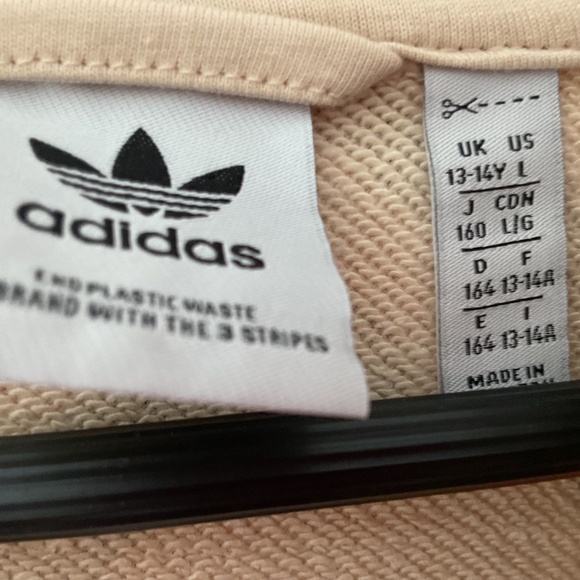 adidas
END PLASTIC WASTE
BRAND WITH THE 3 STRIPES
UK US
13-14Y L
J CDN
160 L/G
D F
164 13-14A
E I
164 13-14A
MADE IN